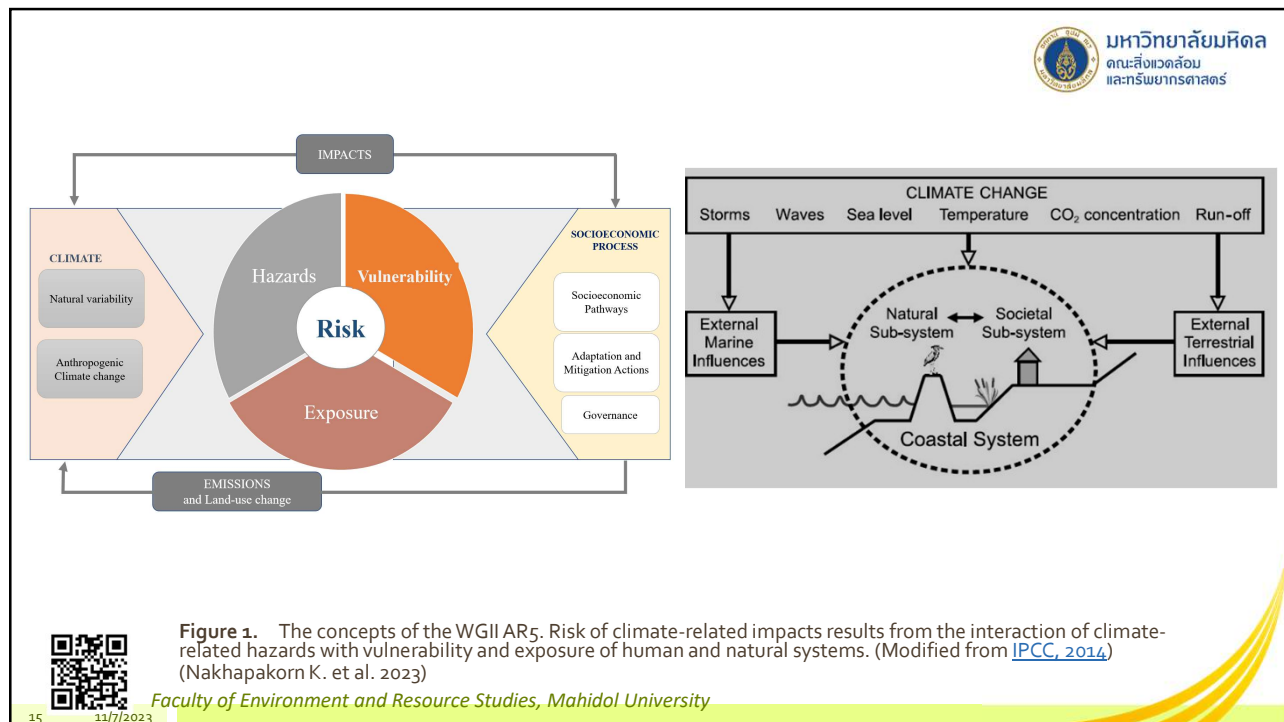 มหาวิทยาลัยมหิดล
คณะสิ่งแวดล้อม
และทรัพยากรศาสตร์
IMPACTS
CLIMATE
Natural variability
Anthropogenic
Climate change
Hazards
Vulnerability
Risk
Exposure
SOCIOECONOMIC
PROCESS
Socioeconomic
Pathways
Adaptation and
Mitigation Actions
Governance
EMISSIONS
and Land-use change
CLIMATE CHANGE
Storms Waves Sea level Temperature CO₂ concentration Run-off
External
Marine
Influences
Natural
Sub-system
Societal
Sub-system
External
Terrestrial
Influences
Coastal System
Figure 1. The concepts of the WGII AR5. Risk of climate-related impacts results from the interaction of climate-
related hazards with vulnerability and exposure of human and natural systems. (Modified from IPCC, 2014)
(Nakhapakorn K. et al. 2023)
Faculty of Environment and Resource Studies, Mahidol University
15 11/7/2023